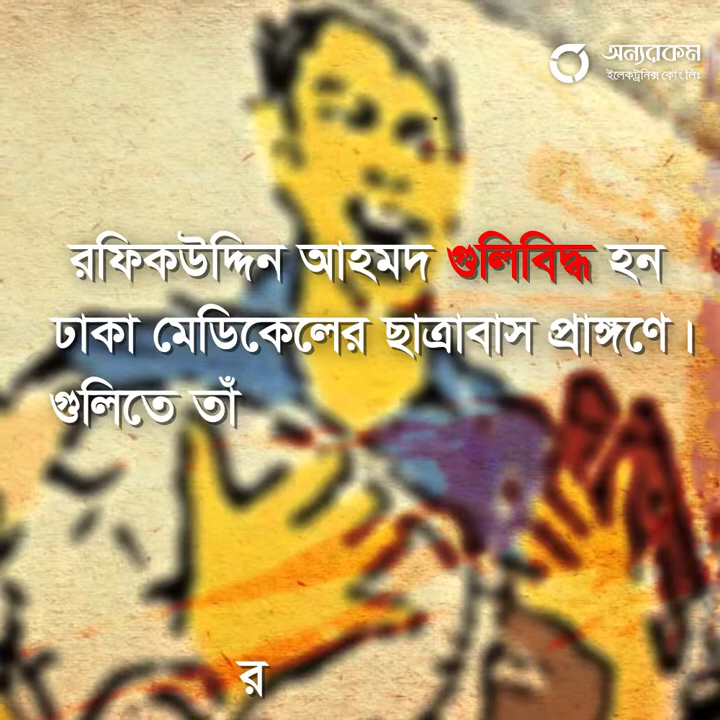 অন্যরকম
ইলেকট্রনিক্স কোং লিঃ
রফিকউদ্দিন আহমদ গুলিবিদ্ধ হন
ঢাকা মেডিকেলের ছাত্রাবাস প্রাঙ্গণে।
গুলিতে তাঁ
র